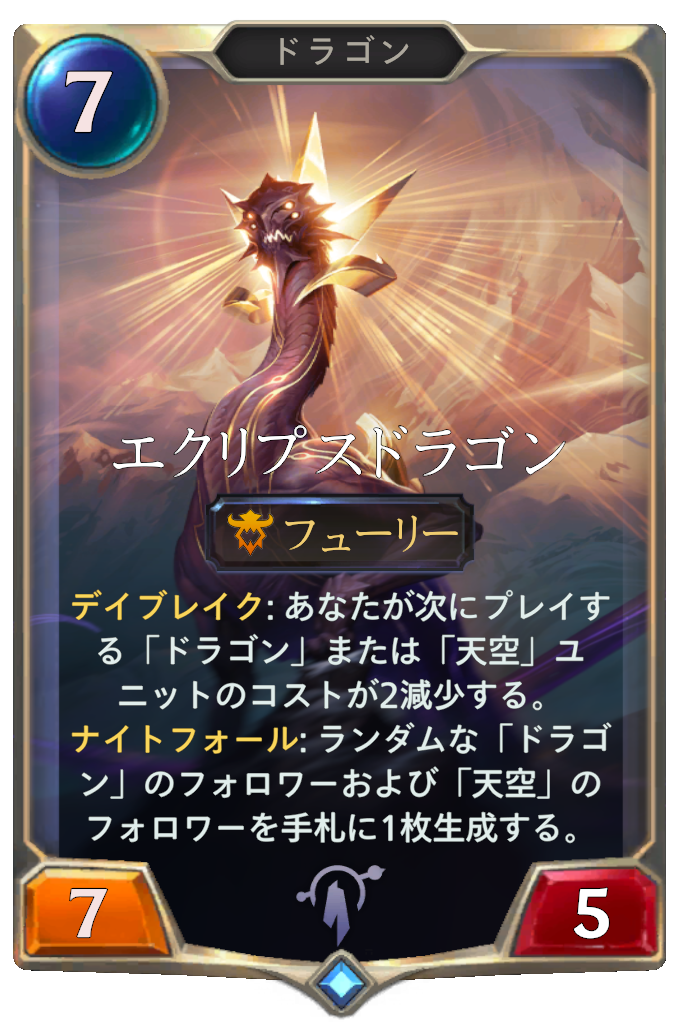 ドラゴン
7
エクリプスドラゴン
フューリー
デイブレイク: あなたが次にプレイす
る「ドラゴン」または「天空」ユ
ニットのコストが2減少する。
ナイトフォール: ランダムな「ドラゴ
ン」のフォロワーおよび「天空」の
フォロワーを手札に1枚生成する。
7
5